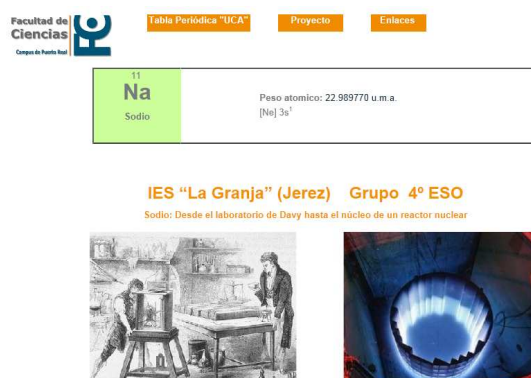 Facultad de
Ciencias
Campus de Puerto Real
Tabla Periódica "UCA"
Proyecto
Enlaces
11
Na
Sodio
Peso atomico: 22.989770 u.m.a.
[Ne] 3s¹
IES “La Granja” (Jerez) Grupo 4º ESO
Sodio: Desde el laboratorio de Davy hasta el núcleo de un reactor nuclear